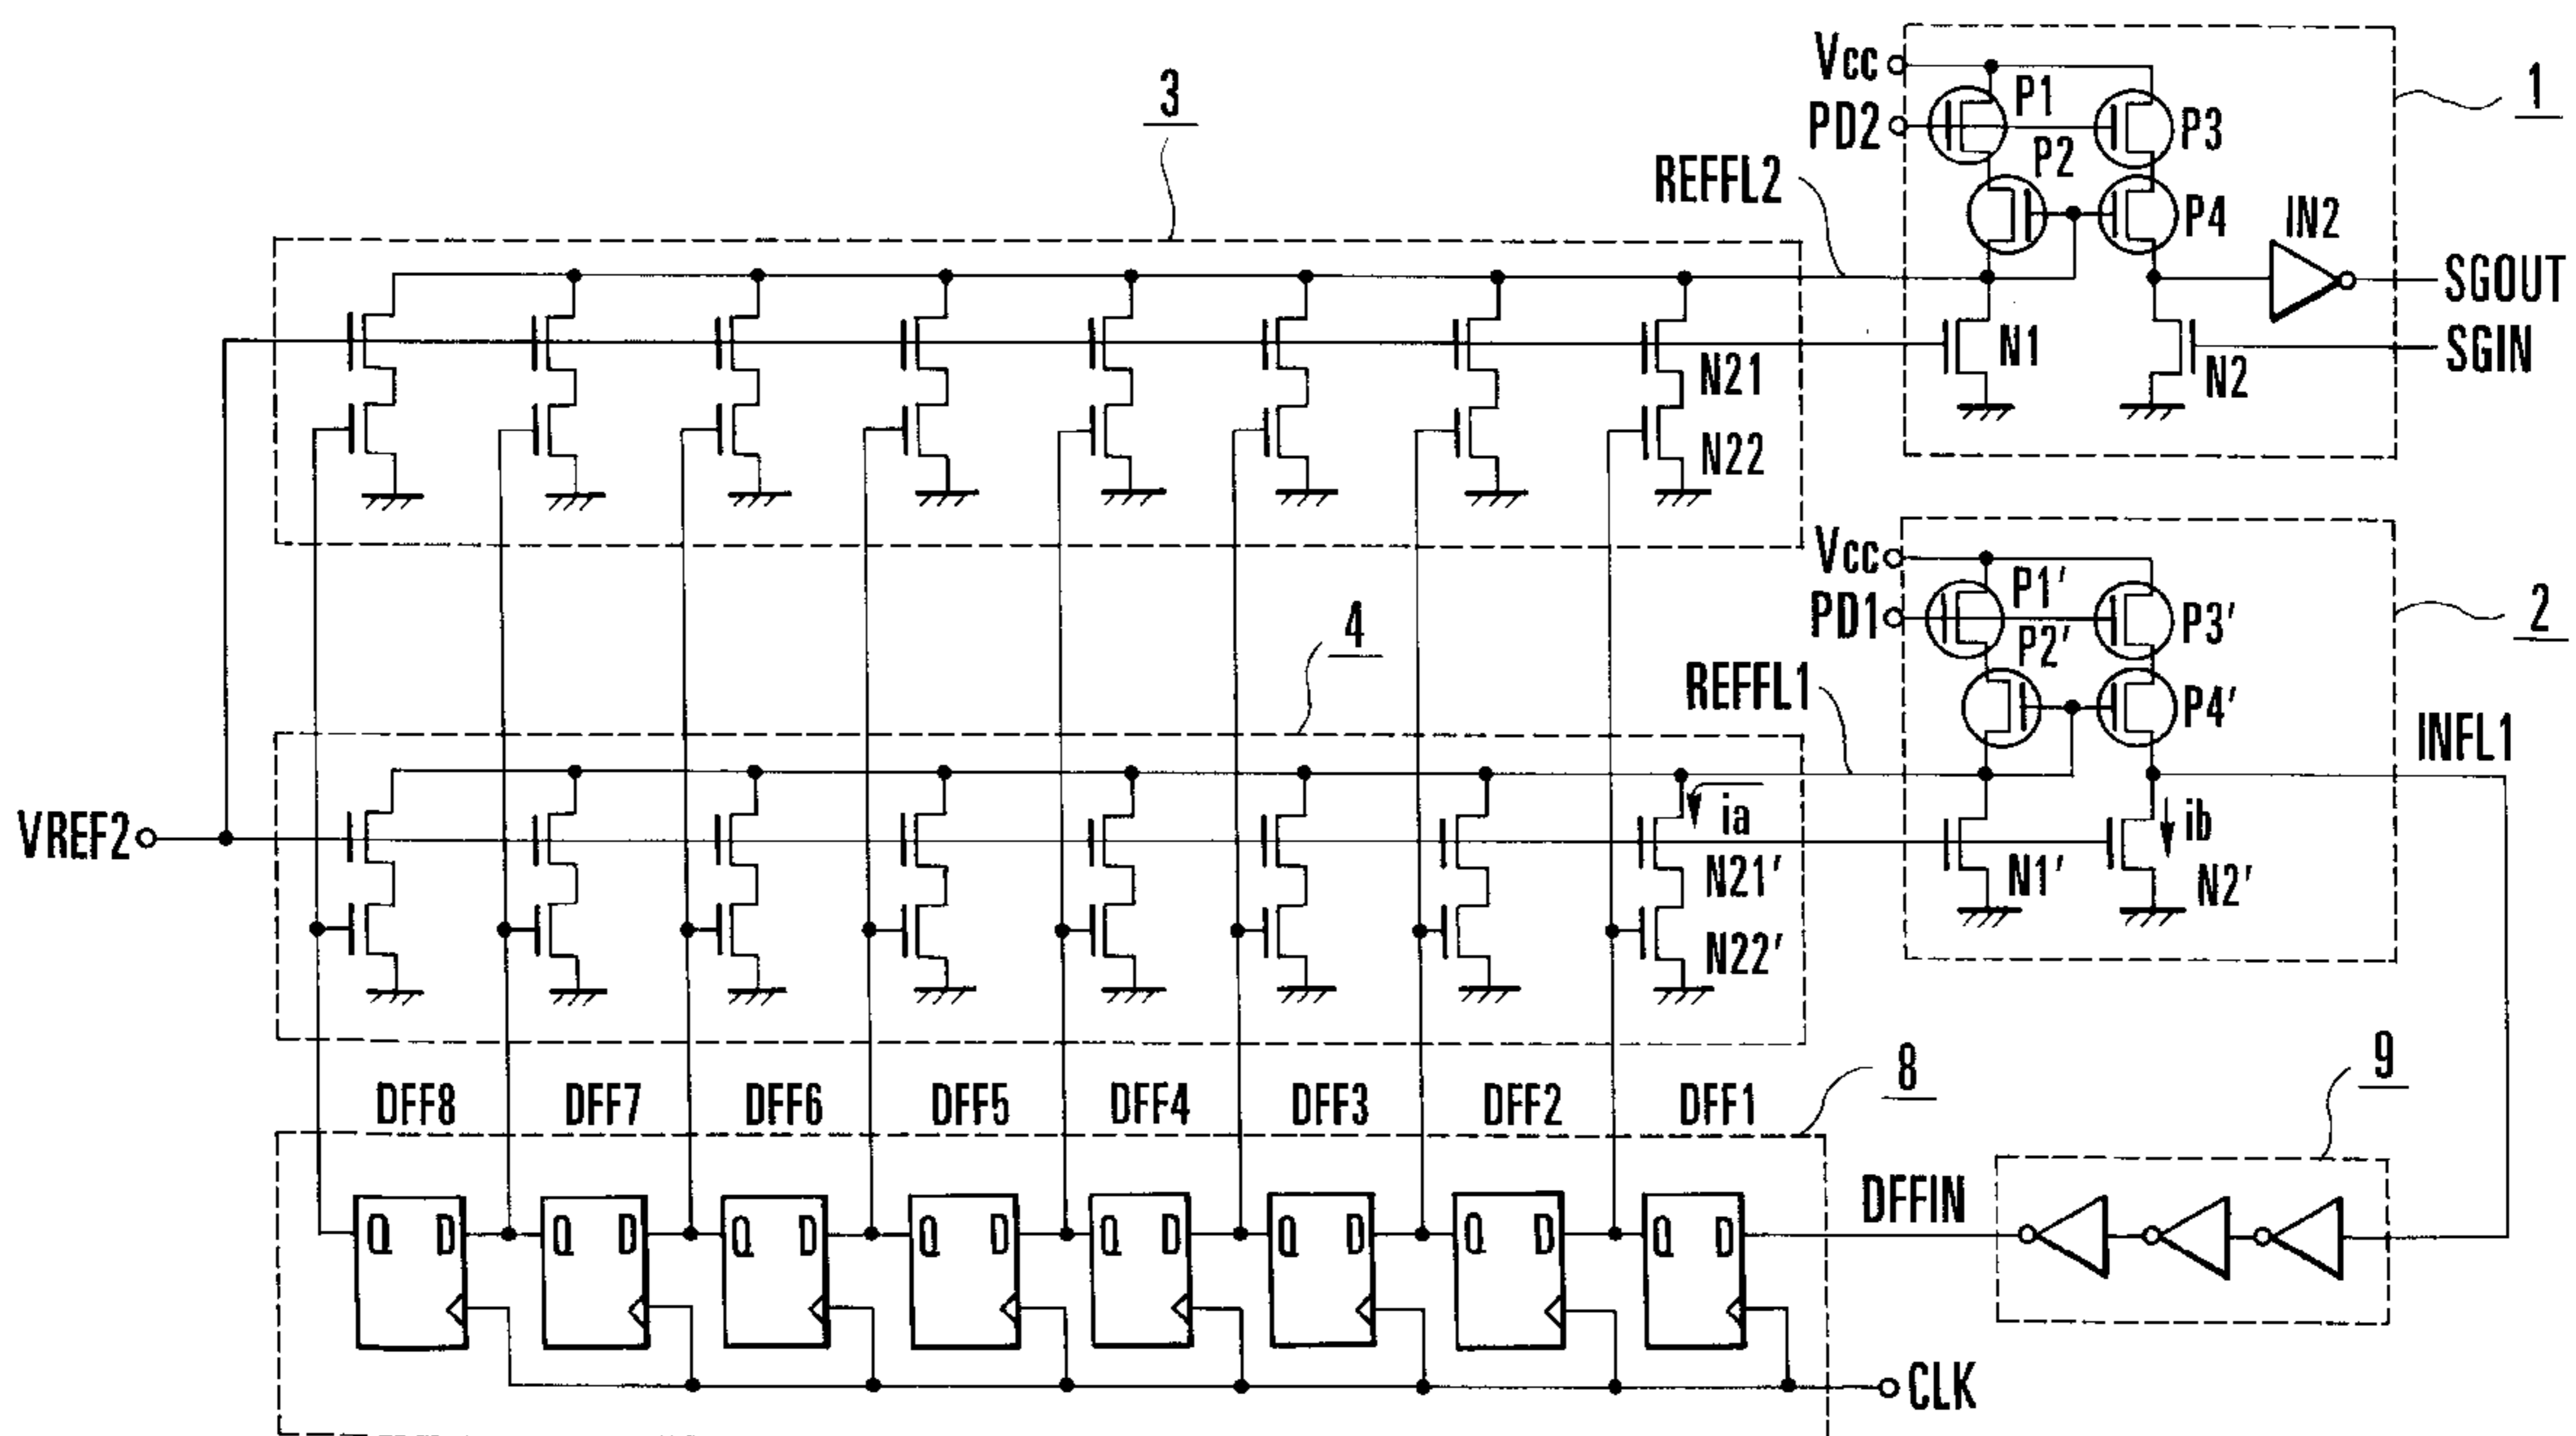 Vcc
PD2
P1
P2
P3
P4
1
3
REFFL2
IN2
SGOUT
SGIN
N1
N2
N21
N22
Vcc
PD1
P1'
P2'
P3'
P4'
2
4
REFFL1
INFL1
ia
ib
VREF2
N21'
N22'
N1'
N2'
DFF8 DFF7 DFF6 DFF5 DFF4 DFF3 DFF2 DFF1
8
9
DFFIN
Q D Q D Q D Q D Q D Q D Q D Q D
CLK